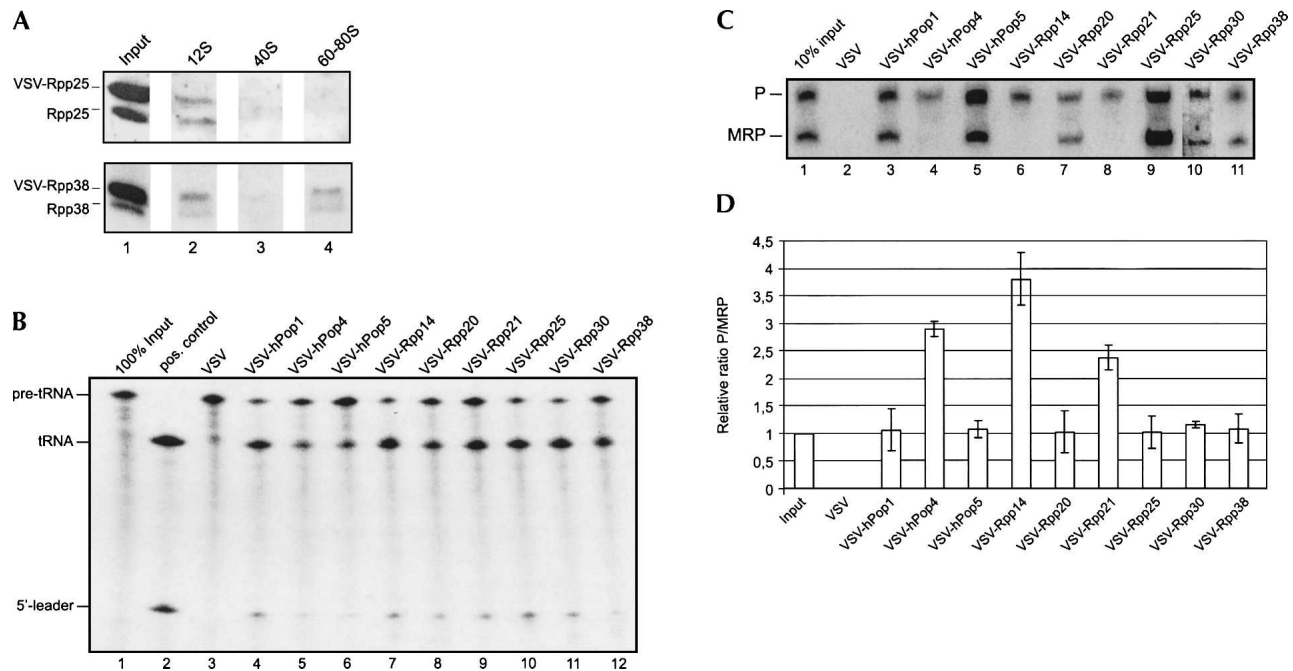 A
Input
12S
40S
60-80S
VSV-Rpp25
Rpp25
VSV-Rpp38
Rpp38
1 2 3 4
B
100% Input
pos. control
VSV
VSV-hPop1
VSV-hPop4
VSV-hPop5
VSV-Rpp14
VSV-Rpp20
VSV-Rpp21
VSV-Rpp25
VSV-Rpp30
VSV-Rpp38
pre-tRNA
tRNA
5'-leader
1 2 3 4 5 6 7 8 9 10 11 12
C
10% input
VSV
VSV-hPop1
VSV-hPop4
VSV-hPop5
VSV-Rpp14
VSV-Rpp20
VSV-Rpp21
VSV-Rpp25
VSV-Rpp30
VSV-Rpp38
P
MRP
1 2 3 4 5 6 7 8 9 10 11
D
Relative ratio P/MRP
4,5
4
3,5
3
2,5
2
1,5
1
0,5
0
Input
VSV
VSV-hPop1
VSV-hPop4
VSV-hPop5
VSV-Rpp14
VSV-Rpp20
VSV-Rpp21
VSV-Rpp25
VSV-Rpp30
VSV-Rpp38